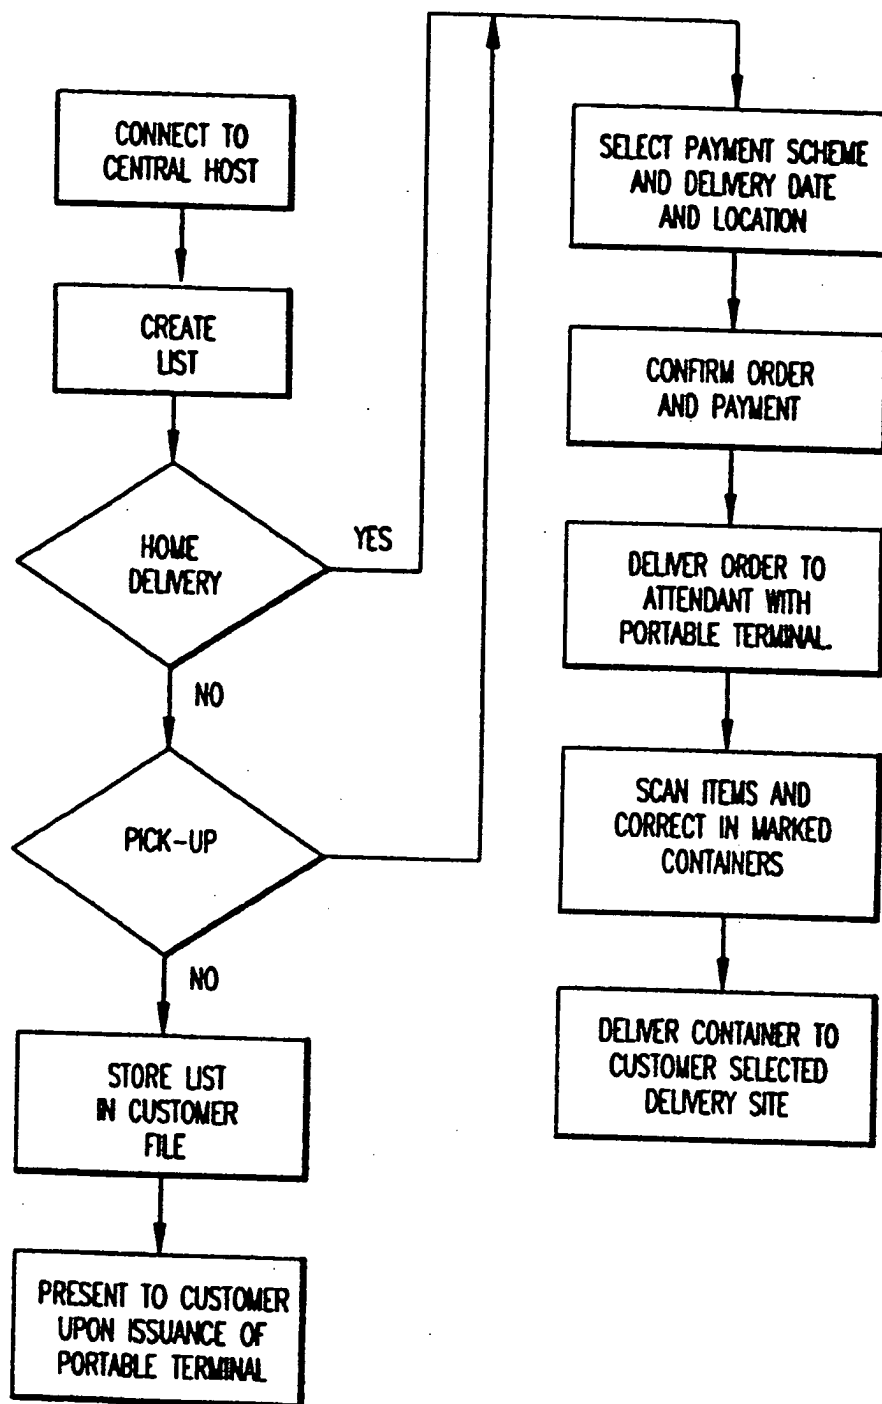 CONNECT TO
CENTRAL HOST
CREATE
LIST
HOME
DELIVERY
YES
NO
PICK-UP
NO
STORE LIST
IN CUSTOMER
FILE
PRESENT TO CUSTOMER
UPON ISSUANCE OF
PORTABLE TERMINAL
SELECT PAYMENT SCHEME
AND DELIVERY DATE
AND LOCATION
CONFIRM ORDER
AND PAYMENT
DELIVER ORDER TO
ATTENDANT WITH
PORTABLE TERMINAL.
SCAN ITEMS AND
CORRECT IN MARKED
CONTAINERS
DELIVER CONTAINER TO
CUSTOMER SELECTED
DELIVERY SITE